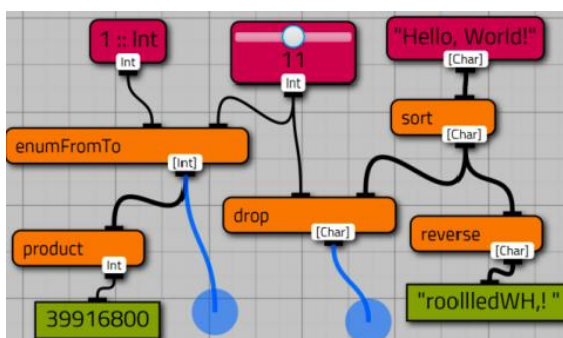 1 :: Int
Int
11
Int
"Hello, World!"
[Char]
sort
[Char]
enumFromTo
[Int]
drop
[Char]
reverse
[Char]
product
Int
39916800
"roollledWH,! "